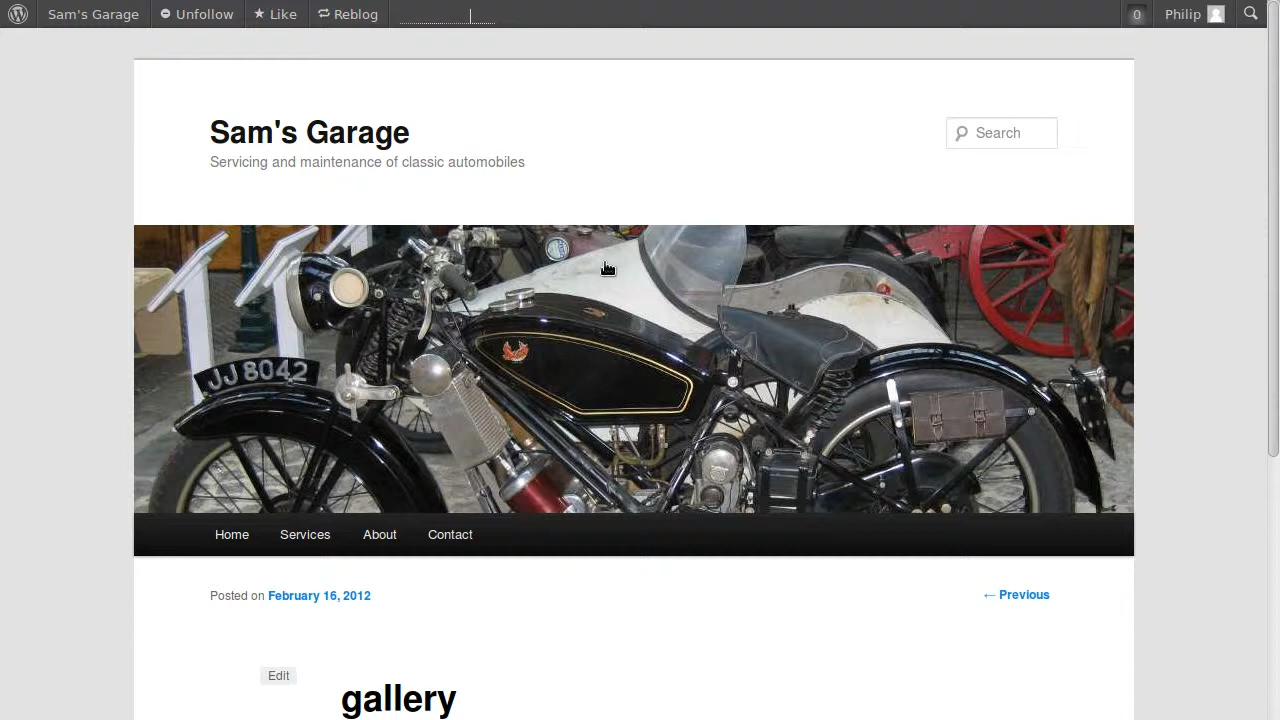 Sam's Garage Unfollow Like Reblog 0 Philip
Sam's Garage
Servicing and maintenance of classic automobiles
Search
JJ 8042
Home Services About Contact
Posted on February 16, 2012 ← Previous
Edit
gallery